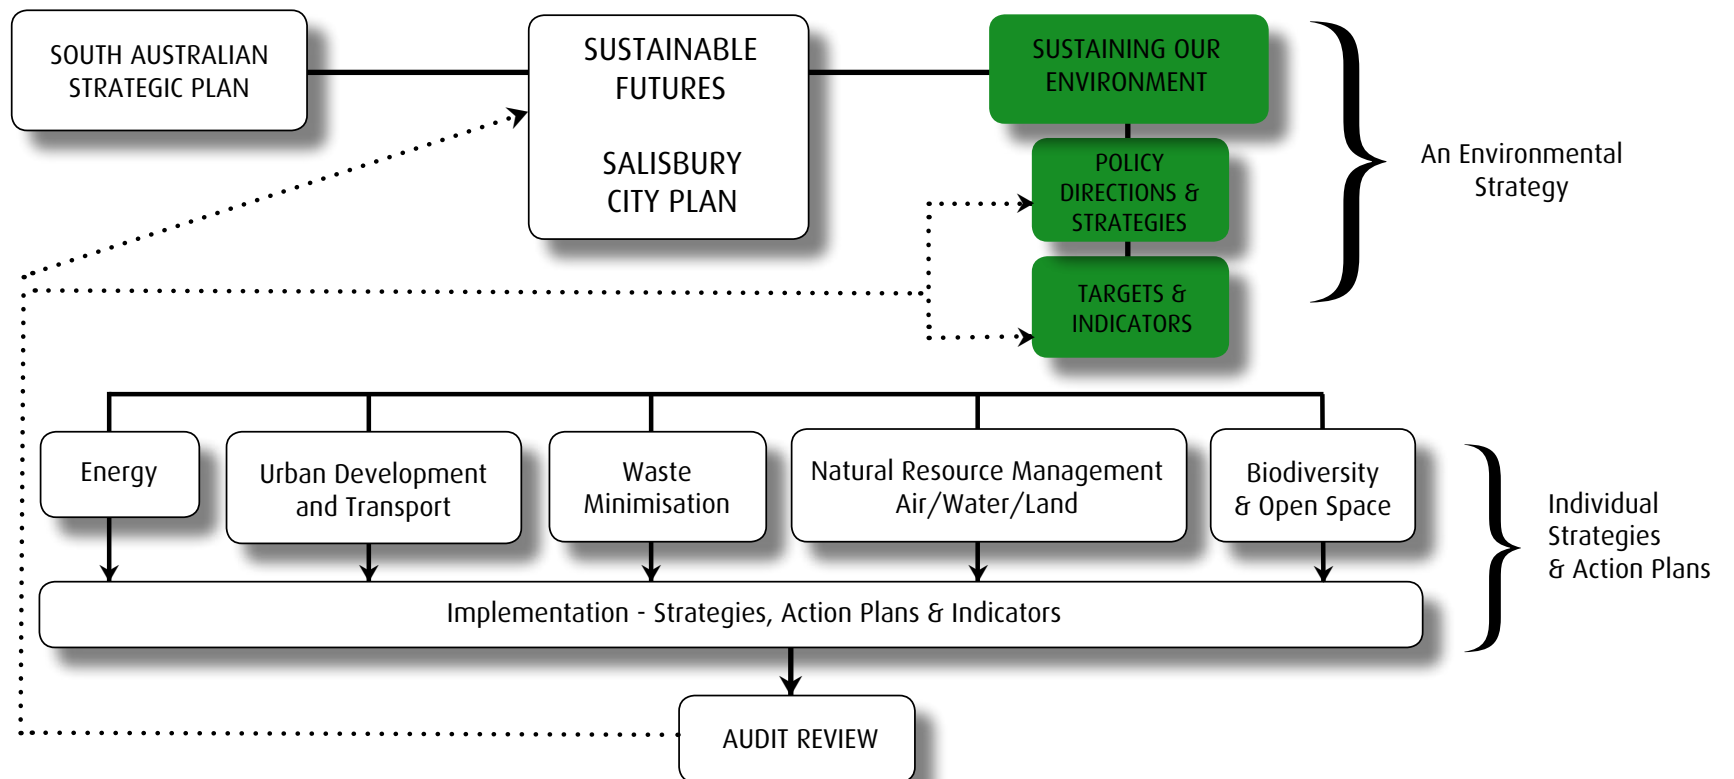 SOUTH AUSTRALIAN
STRATEGIC PLAN
SUSTAINABLE
FUTURES
SALISBURY
CITY PLAN
SUSTAINING OUR
ENVIRONMENT
POLICY
DIRECTIONS &
STRATEGIES
TARGETS &
INDICATORS
An Environmental
Strategy
Energy
Urban Development
and Transport
Waste
Minimisation
Natural Resource Management
Air/Water/Land
Biodiversity
& Open Space
Individual
Strategies
& Action Plans
Implementation - Strategies, Action Plans & Indicators
AUDIT REVIEW